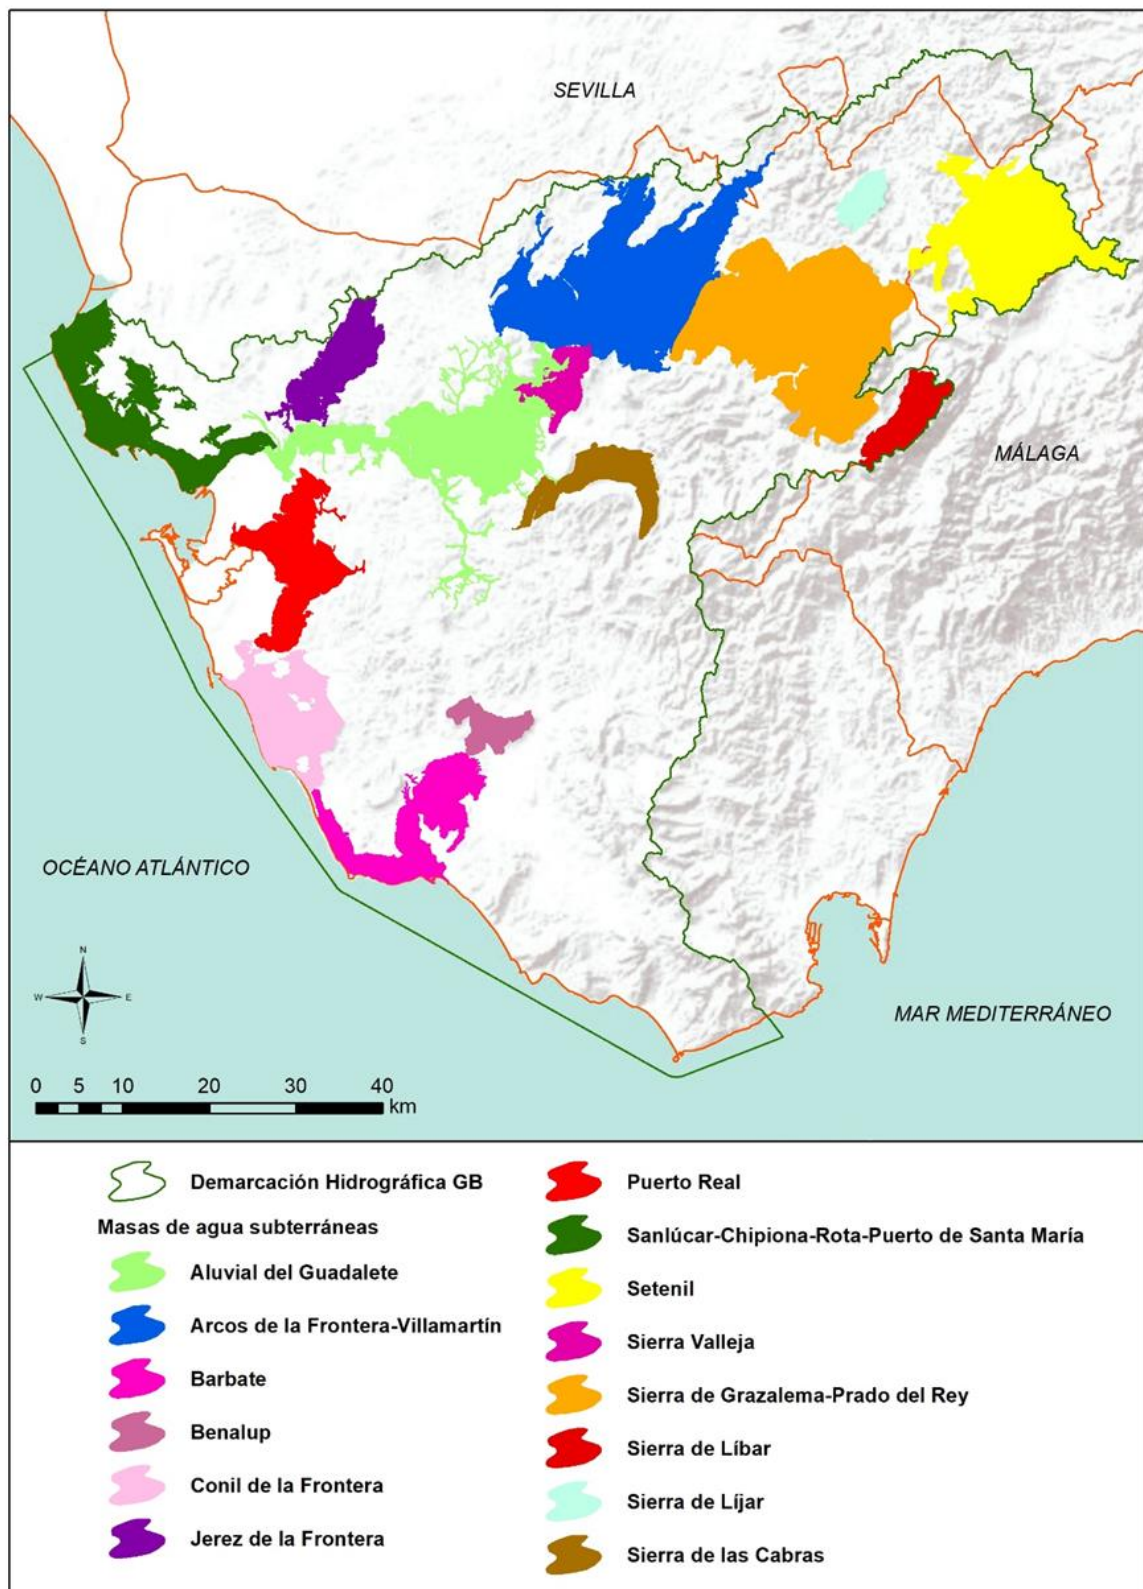 SEVILLA
MÁLAGA
OCÉANO ATLÁNTICO
N
W E
S
MAR MEDITERRÁNEO
0 5 10 20 30 40
km
Demarcación Hidrográfica GB
Masas de agua subterráneas
Aluvial del Guadalete
Arcos de la Frontera-Villamartín
Barbate
Benalup
Conil de la Frontera
Jerez de la Frontera
Puerto Real
Sanlúcar-Chipiona-Rota-Puerto de Santa María
Setenil
Sierra Valleja
Sierra de Grazalema-Prado del Rey
Sierra de Líbar
Sierra de Líjar
Sierra de las Cabras